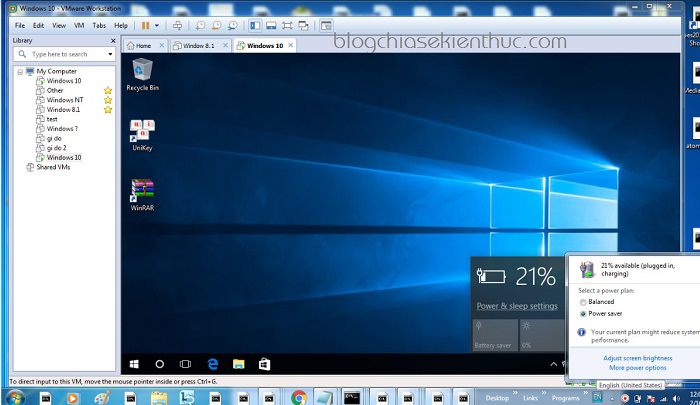 Windows 10 - VMware Workstation
File Edit View VM Tabs Help
Library
Home
Window 8.1
Windows 10
blogchiasekienthuc.com
Type here to search
My Computer
Windows 10
Other
Windows NT
Window 8.1
test
Windows ?
gi do
gi do 2
Windows 10
Shared VMs
Recycle Bin
UniKey
WinRAR
21%
Power & sleep settings
Battery saver
0%
21% available (plugged in,
charging)
Select a power plan:
Balanced
Power saver
Your current plan might reduce system
performance.
Adjust screen brightness
More power options
To direct input to this VM, move the mouse pointer inside or press Ctrl+G.
English (United States)
Desktop
Links
Programs
EN